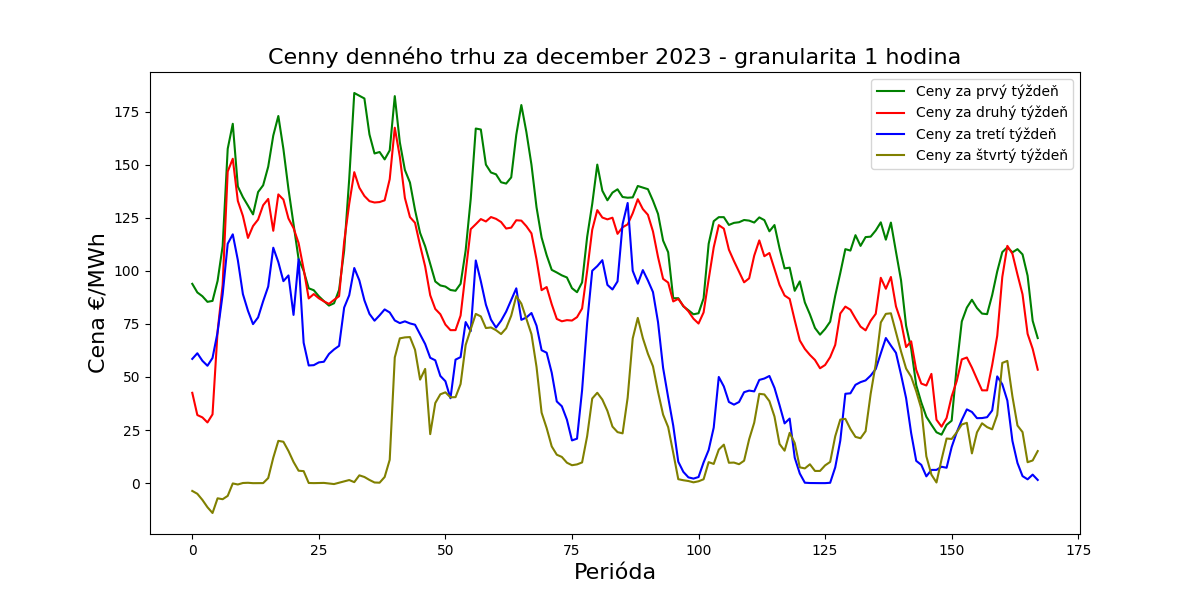 Cenny denného trhu za december 2023 - granularita 1 hodina
Ceny za prvý týždeň
Ceny za druhý týždeň
Ceny za tretí týždeň
Ceny za štvrtý týždeň
Cena €/MWh
175
150
125
100
75
50
25
0
0 25 50 75 100 125 150 175
Perióda